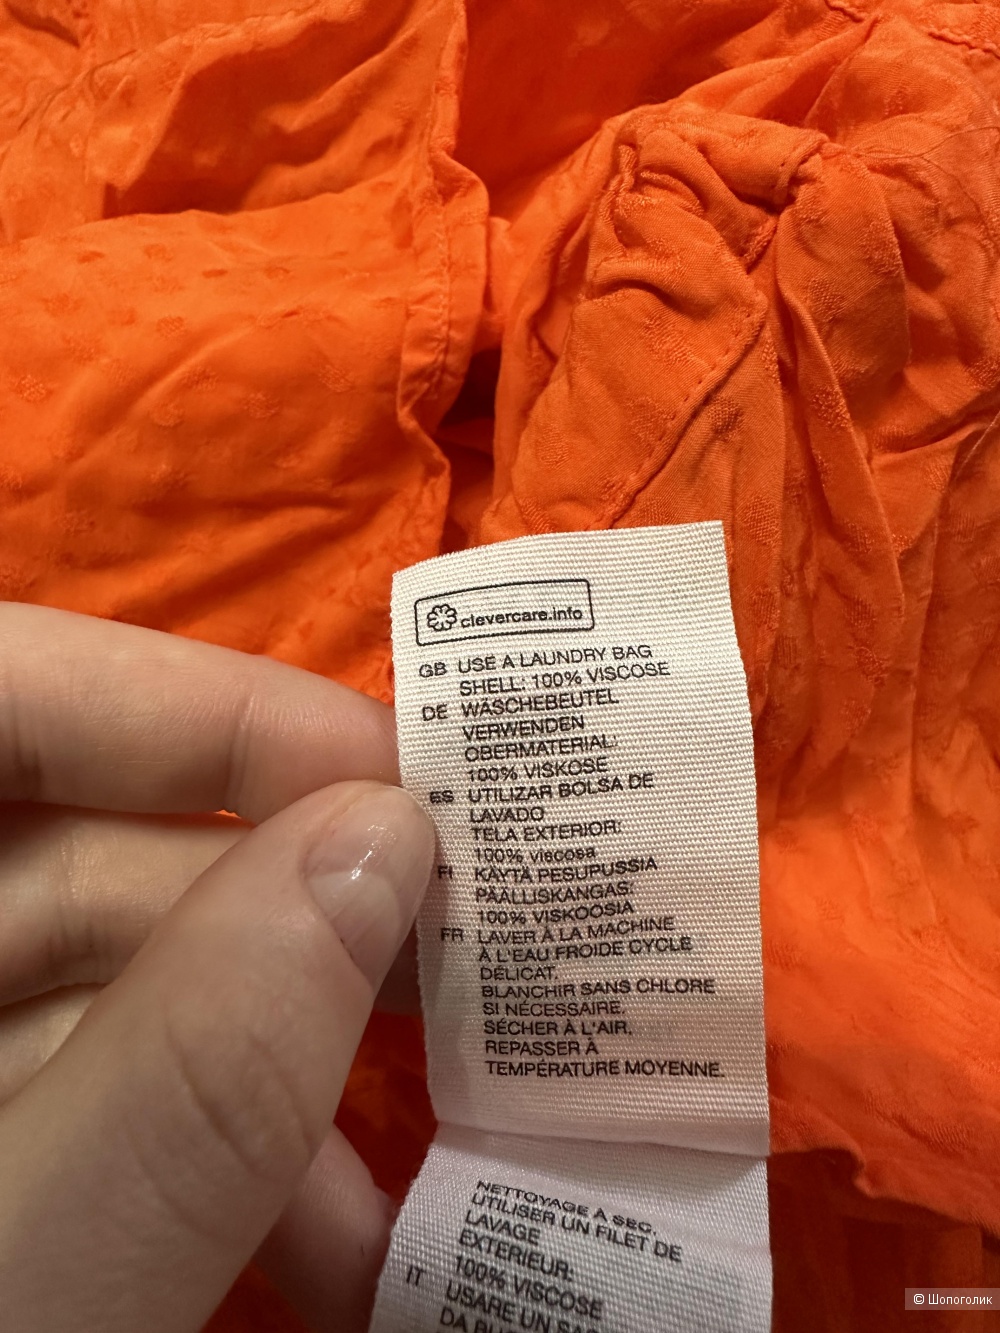 clevercare.info
GB USE A LAUNDRY BAG
SHELL: 100% VISCOSE
DE WÄSCHEBEUTEL
VERWENDEN
OBERMATERIAL:
100% VISKOSE
ES UTILIZAR BOLSA DE
LAVADO
TELA EXTERIOR:
100% viscosa
FI KÄYTÄ PESUPUSSIA
PÄÄLLISKANGAS:
100% VISKOOSIA
FR LAVER À LA MACHINE
À L'EAU FROIDE CYCLE
DÉLICAT.
BLANCHIR SANS CHLORE
SI NÉCESSAIRE.
SÉCHER À L'AIR.
REPASSER À
TEMPÉRATURE MOYENNE.
NETTOYAGE À SEC.
UTILISER UN FILET DE
LAVAGE
EXTERIEUR:
100% VISCOSE
IT USARE UN
© Шопоголик